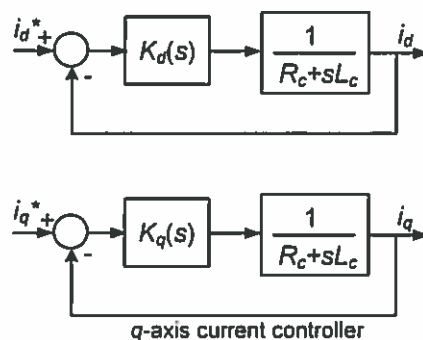 i_d* + K_d(s) 1 i_d
- R_c+sL_c
i_q* + K_q(s) 1 i_q
- R_c+sL_c
q-axis current controller